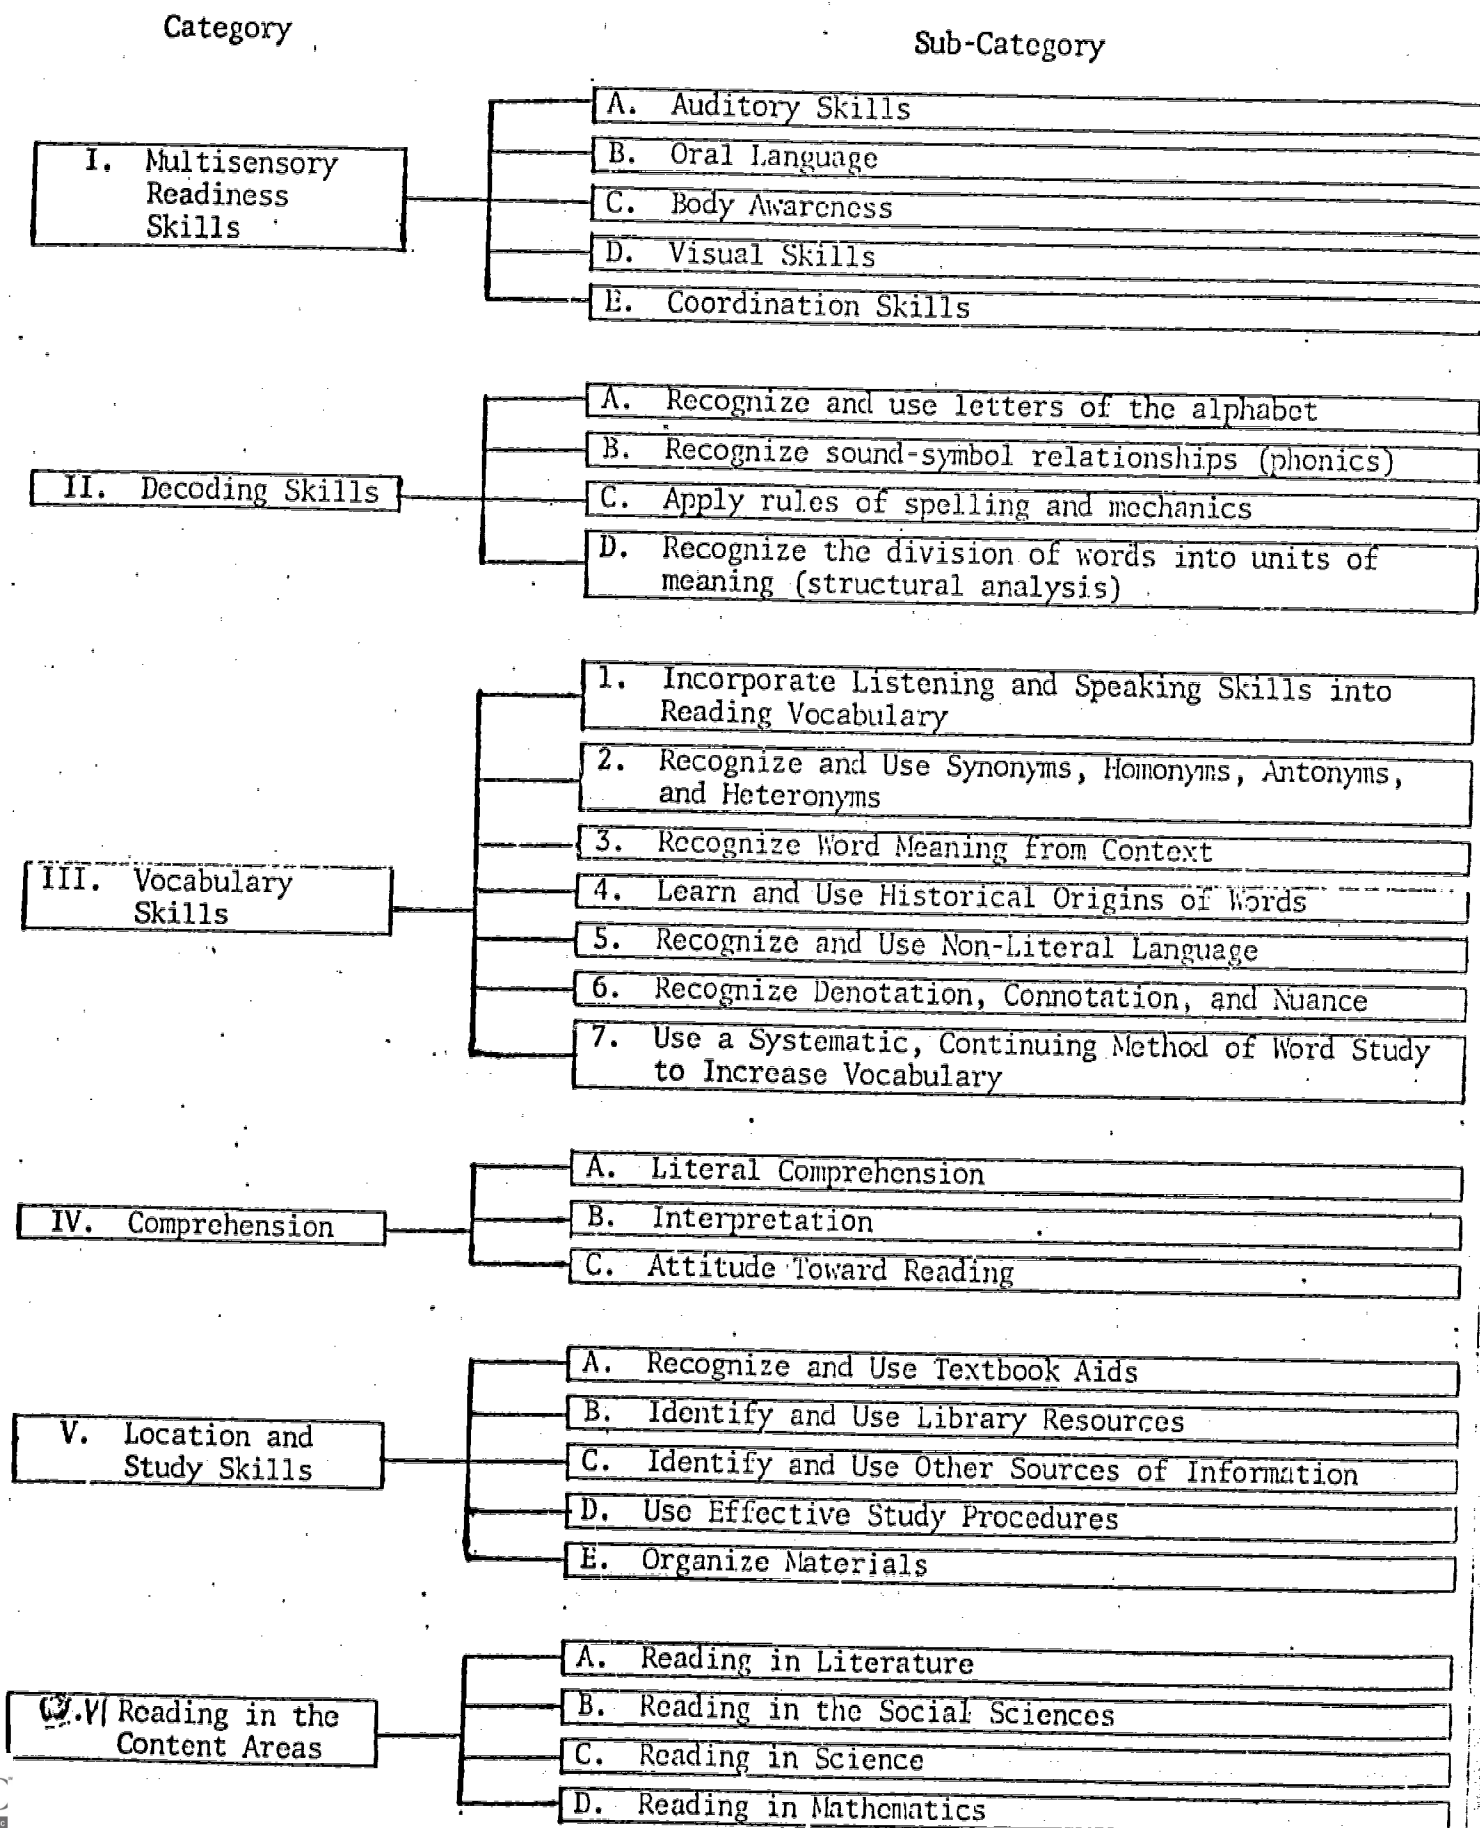 Category
Sub-Category
I. Multisensory
Readiness
Skills
A. Auditory Skills
B. Oral Language
C. Body Awareness
D. Visual Skills
E. Coordination Skills
II. Decoding Skills
A. Recognize and use letters of the alphabet
B. Recognize sound-symbol relationships (phonics)
C. Apply rules of spelling and mechanics
D. Recognize the division of words into units of
meaning (structural analysis)
III. Vocabulary
Skills
1. Incorporate Listening and Speaking Skills into
Reading Vocabulary
2. Recognize and Use Synonyms, Homonyms, Antonyms,
and Heteronyms
3. Recognize Word Meaning from Context
4. Learn and Use Historical Origins of Words
5. Recognize and Use Non-Literal Language
6. Recognize Denotation, Connotation, and Nuance
7. Use a Systematic, Continuing Method of Word Study
to Increase Vocabulary
IV. Comprehension
A. Literal Comprehension
B. Interpretation
C. Attitude Toward Reading
V. Location and
Study Skills
A. Recognize and Use Textbook Aids
B. Identify and Use Library Resources
C. Identify and Use Other Sources of Information
D. Use Effective Study Procedures
E. Organize Materials
VI Reading in the
Content Areas
A. Reading in Literature
B. Reading in the Social Sciences
C. Reading in Science
D. Reading in Mathematics